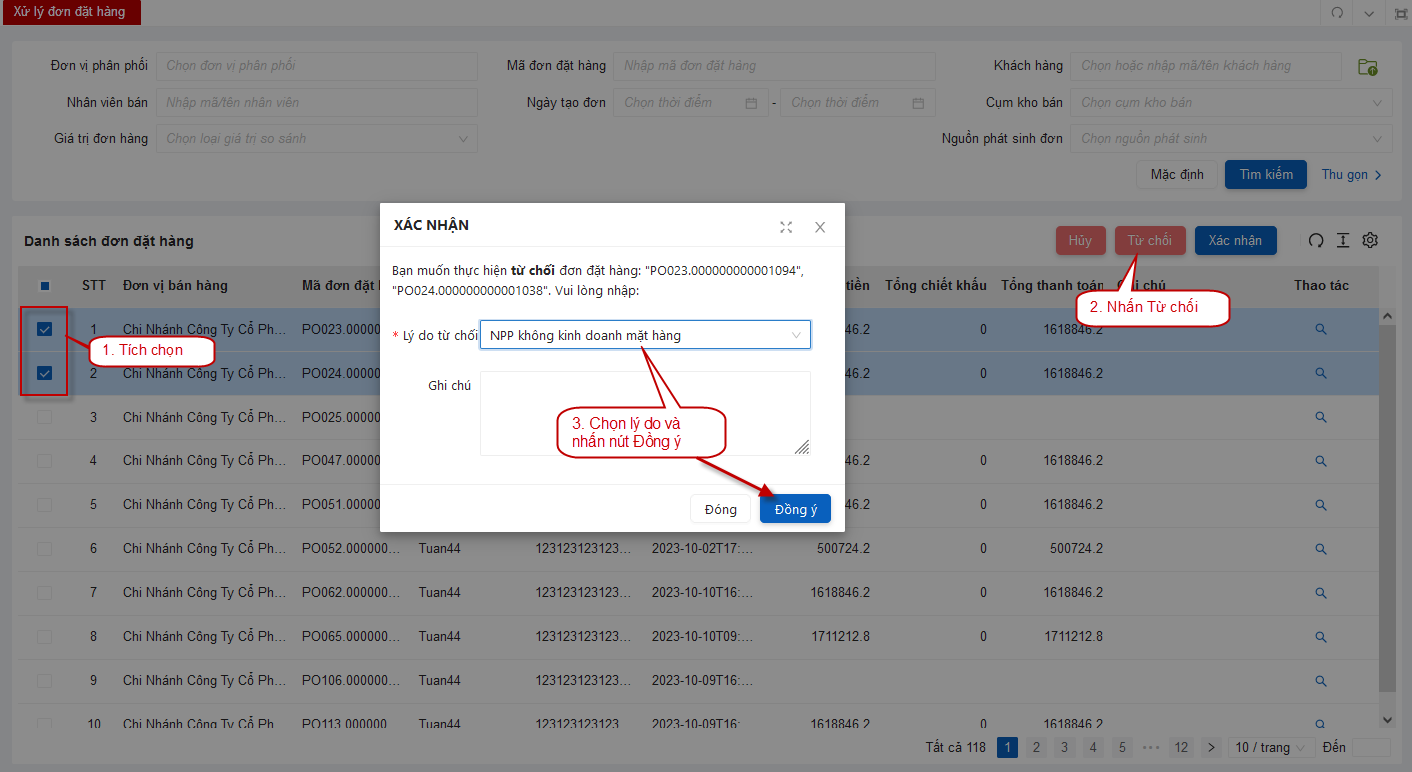 Xử lý đơn đặt hàng
Đơn vị phân phối Chọn đơn vị phân phối Mã đơn đặt hàng Nhập mã đơn đặt hàng Khách hàng Chọn hoặc nhập mã/tên khách hàng
Nhân viên bán Nhập mã/tên nhân viên Ngày tạo đơn Chọn thời điểm - Chọn thời điểm Cụm kho bán Chọn cụm kho bán
Giá trị đơn hàng Chọn loại giá trị so sánh Nguồn phát sinh đơn Chọn nguồn phát sinh
Mặc định Tìm kiếm Thu gọn
Danh sách đơn đặt hàng Hủy Từ chối Xác nhận
STT Đơn vị bán hàng Mã đơn đặt tiền Tổng chiết khấu Tổng thanh toán chú Thao tác
1 Chi Nhánh Công Ty Cổ Ph... PO023.00000 46.2 0 1618846.2
2 Chi Nhánh Công Ty Cổ Ph... PO024.00000 46.2 0 1618846.2
3 Chi Nhánh Công Ty Cổ Ph... PO025.00000
4 Chi Nhánh Công Ty Cổ Ph... PO047.00000 46.2 0 1618846.2
5 Chi Nhánh Công Ty Cổ Ph... PO051.00000 46.2 0 1618846.2
6 Chi Nhánh Công Ty Cổ Ph... PO052.000000... Tuan44 123123123123... 2023-10-02T17:... 500724.2 0 500724.2
7 Chi Nhánh Công Ty Cổ Ph... PO062.000000... Tuan44 123123123123... 2023-10-10T16:... 1618846.2 0 1618846.2
8 Chi Nhánh Công Ty Cổ Ph... PO065.000000... Tuan44 123123123123... 2023-10-10T09:... 1711212.8 0 1711212.8
9 Chi Nhánh Công Ty Cổ Ph... PO106.000000... Tuan44 123123123123... 2023-10-09T16:...
10 Chi Nhánh Công Ty Cổ Ph PO113.000000 Tuan44 123123123123 2023-10-09T16: 1618846.2 0 1618846.2
Tất cả 118 1 2 3 4 5 ••• 12 10 / trang Đến
XÁC NHẬN
Bạn muốn thực hiện từ chối đơn đặt hàng: "PO023.000000000001094",
"PO024.000000000001038". Vui lòng nhập:
* Lý do từ chối NPP không kinh doanh mặt hàng
Ghi chú
Đóng Đồng ý
1. Tích chọn
2. Nhấn Từ chối
3. Chọn lý do và
nhấn nút Đồng ý